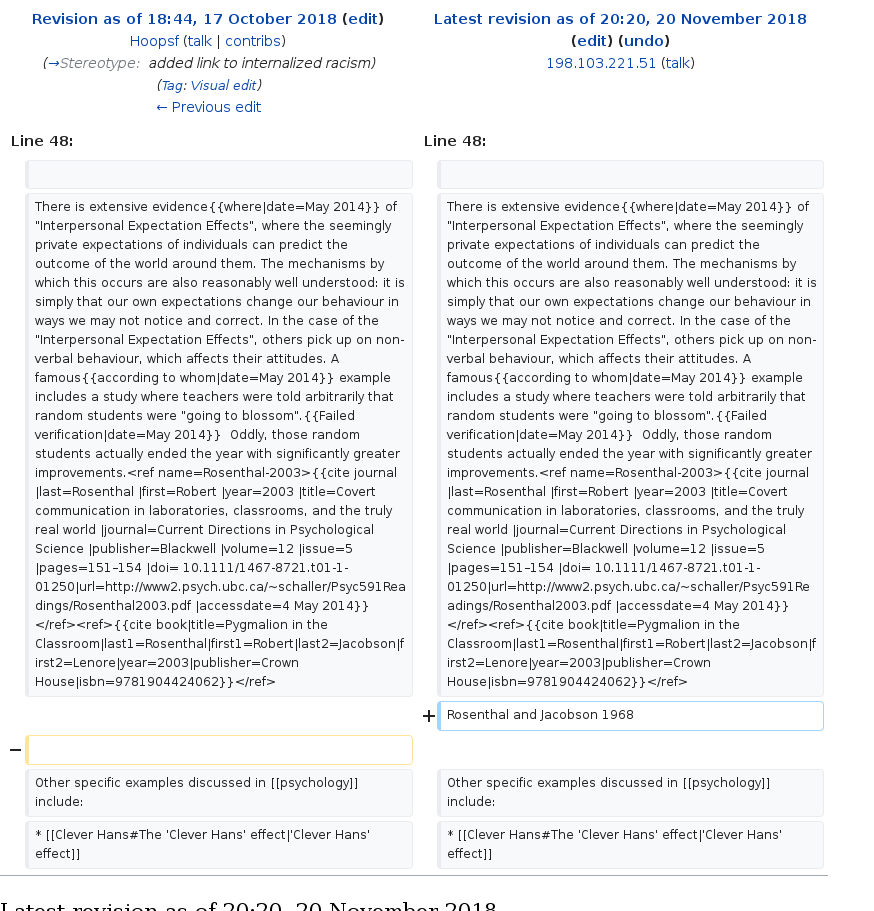 Revision as of 18:44, 17 October 2018 (edit)
Hoopsf (talk | contribs)
(→Stereotype: added link to internalized racism)
(Tag: Visual edit)
← Previous edit
Latest revision as of 20:20, 20 November 2018
(edit) (undo)
198.103.221.51 (talk)
Line 48:
Line 48:
There is extensive evidence{{where|date=May 2014}} of
"Interpersonal Expectation Effects", where the seemingly
private expectations of individuals can predict the
outcome of the world around them. The mechanisms by
which this occurs are also reasonably well understood: it is
simply that our own expectations change our behaviour in
ways we may not notice and correct. In the case of the
"Interpersonal Expectation Effects", others pick up on non-
verbal behaviour, which affects their attitudes. A
famous{{according to whom|date=May 2014}} example
includes a study where teachers were told arbitrarily that
random students were "going to blossom".{{Failed
verification|date=May 2014}}  Oddly, those random
students actually ended the year with significantly greater
improvements.<ref name=Rosenthal-2003>{{cite journal
|last=Rosenthal |first=Robert |year=2003 |title=Covert
communication in laboratories, classrooms, and the truly
real world |journal=Current Directions in Psychological
Science |publisher=Blackwell |volume=12 |issue=5
|pages=151–154 |doi= 10.1111/1467-8721.t01-1-
01250|url=http://www2.psych.ubc.ca/~schaller/Psyc591Rea
dings/Rosenthal2003.pdf |accessdate=4 May 2014}}
</ref><ref>{{cite book|title=Pygmalion in the
Classroom|last1=Rosenthal|first1=Robert|last2=Jacobson|f
irst2=Lenore|year=2003|publisher=Crown
House|isbn=9781904424062}}</ref>
There is extensive evidence{{where|date=May 2014}} of
"Interpersonal Expectation Effects", where the seemingly
private expectations of individuals can predict the
outcome of the world around them. The mechanisms by
which this occurs are also reasonably well understood: it is
simply that our own expectations change our behaviour in
ways we may not notice and correct. In the case of the
"Interpersonal Expectation Effects", others pick up on non-
verbal behaviour, which affects their attitudes. A
famous{{according to whom|date=May 2014}} example
includes a study where teachers were told arbitrarily that
random students were "going to blossom".{{Failed
verification|date=May 2014}}  Oddly, those random
students actually ended the year with significantly greater
improvements.<ref name=Rosenthal-2003>{{cite journal
|last=Rosenthal |first=Robert |year=2003 |title=Covert
communication in laboratories, classrooms, and the truly
real world |journal=Current Directions in Psychological
Science |publisher=Blackwell |volume=12 |issue=5
|pages=151–154 |doi= 10.1111/1467-8721.t01-1-
01250|url=http://www2.psych.ubc.ca/~schaller/Psyc591Re
adings/Rosenthal2003.pdf |accessdate=4 May 2014}}
</ref><ref>{{cite book|title=Pygmalion in the
Classroom|last1=Rosenthal|first1=Robert|last2=Jacobson|f
irst2=Lenore|year=2003|publisher=Crown
House|isbn=9781904424062}}</ref>
+ Rosenthal and Jacobson 1968
−
Other specific examples discussed in [[psychology]]
include:
Other specific examples discussed in [[psychology]]
include:
* [[Clever Hans#The 'Clever Hans' effect|'Clever Hans'
effect]]
* [[Clever Hans#The 'Clever Hans' effect|'Clever Hans'
effect]]
Latest revision as of 20:20, 20 November 2018